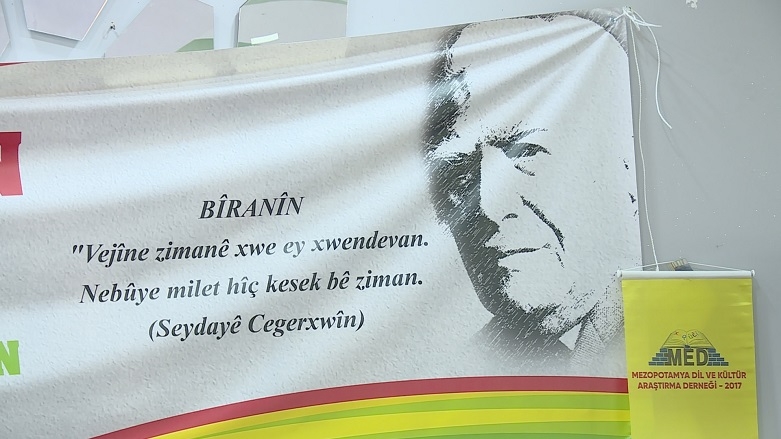 BÎRANÎN
"Vejîne zimanê xwe ey xwendevan.
Nebûye milet hîç kesek bê ziman.
(Seydayê Cegerxwîn)
N
MED
MEZOPOTAMYA DİL VE KÜLTÜR
ARAŞTIRMA DERNEĞİ - 2017